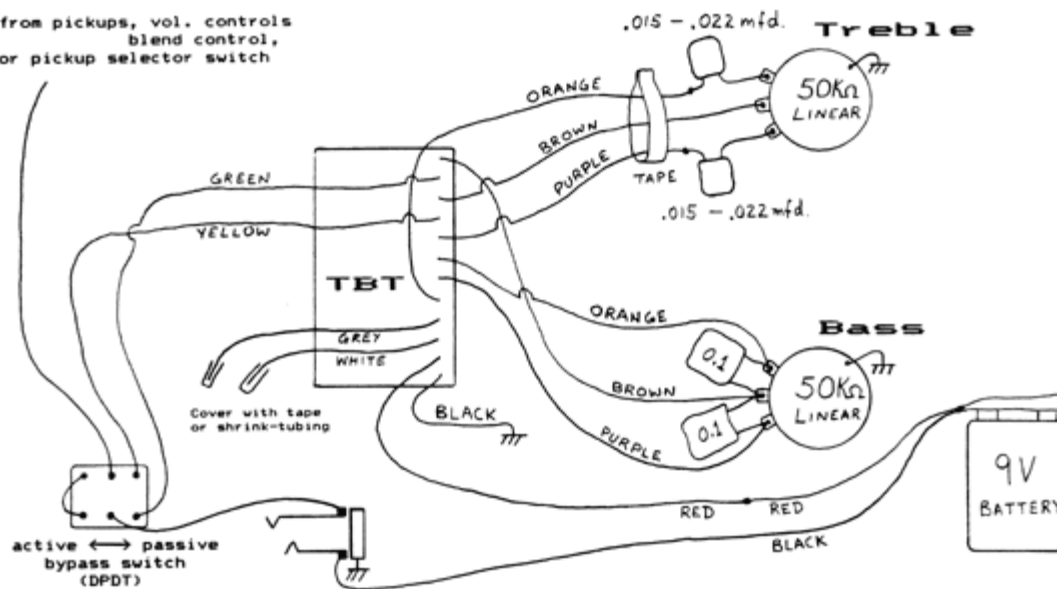 from pickups, vol. controls
blend control,
or pickup selector switch
.015 - .022 mfd.
Treble
ORANGE
50KΩ
LINEAR
BROWN
PURPLE
TAPE
.015 - .022 mfd.
GREEN
YELLOW
TBT
ORANGE
Bass
GREY
WHITE
0.1
50KΩ
LINEAR
BROWN
Cover with tape
or shrink-tubing
BLACK
0.1
PURPLE
9V
BATTERY
RED
RED
BLACK
active ⟷ passive
bypass switch
(DPDT)